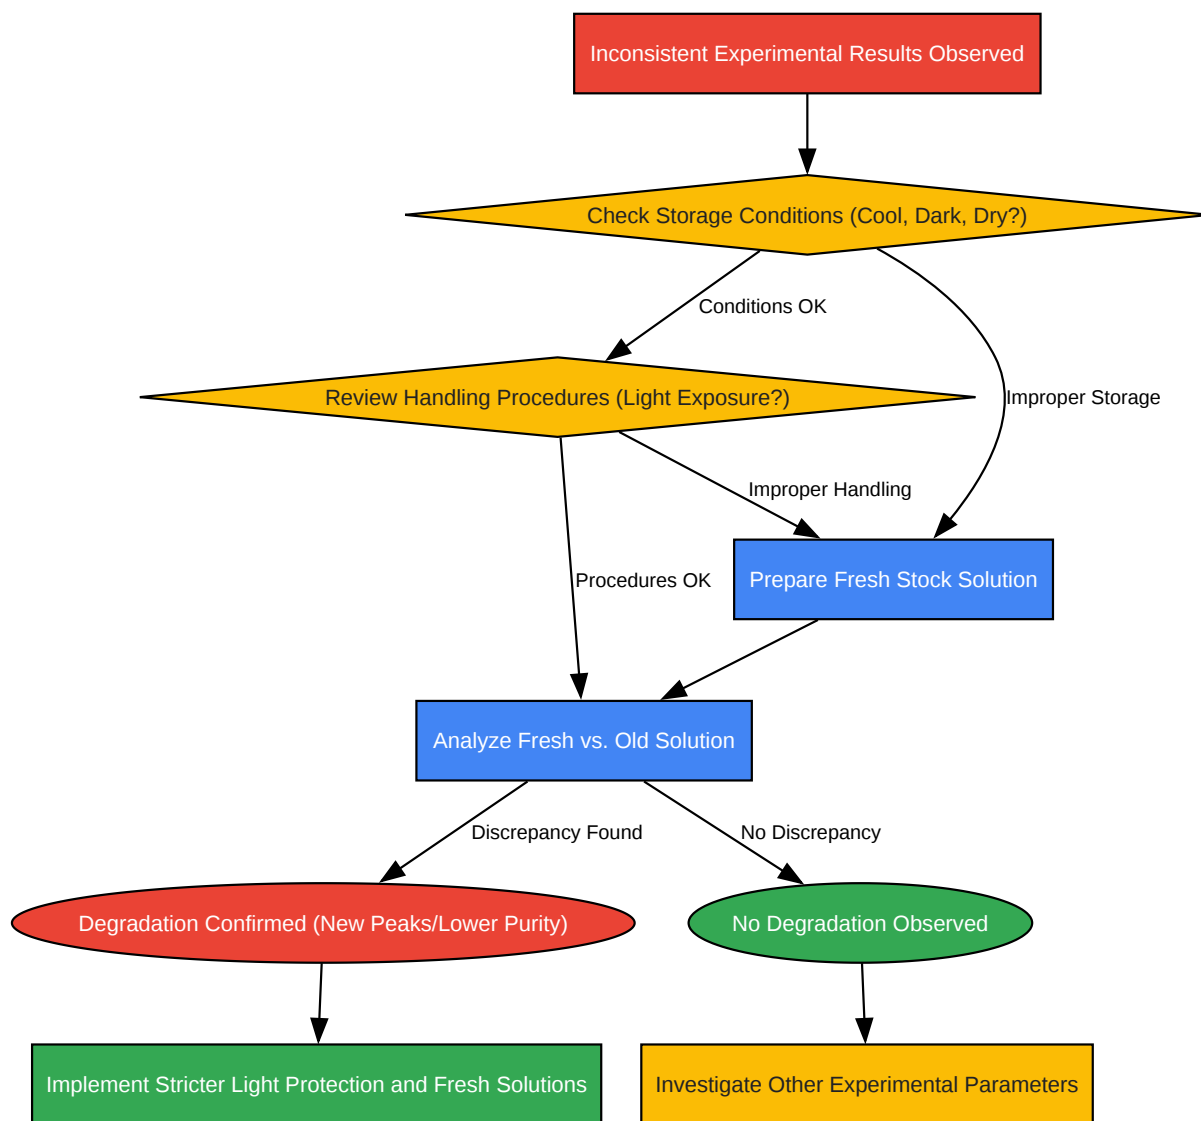 Inconsistent Experimental Results Observed
Check Storage Conditions (Cool, Dark, Dry?)
Conditions OK
Review Handling Procedures (Light Exposure?)
Improper Storage
Improper Handling
Procedures OK
Prepare Fresh Stock Solution
Analyze Fresh vs. Old Solution
Discrepancy Found
No Discrepancy
Degradation Confirmed (New Peaks/Lower Purity)
No Degradation Observed
Implement Stricter Light Protection and Fresh Solutions
Investigate Other Experimental Parameters